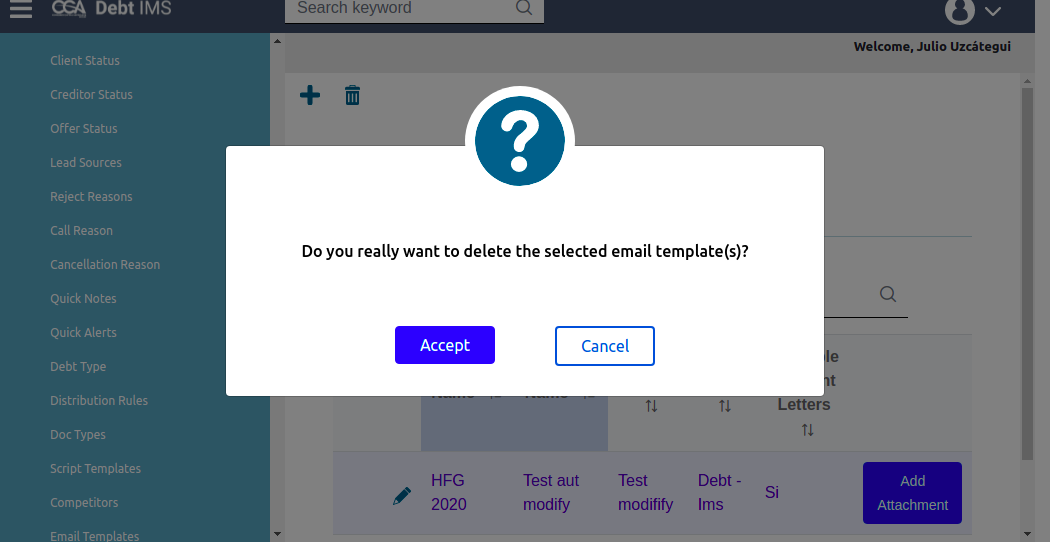 CGA Debt IMS
Search keyword
Welcome, Julio Uzcátegui
Client Status
Creditor Status
Offer Status
Lead Sources
Reject Reasons
Call Reason
Cancellation Reason
Quick Notes
Quick Alerts
Debt Type
Distribution Rules
Doc Types
Script Templates
Competitors
Email Templates
?
Do you really want to delete the selected email template(s)?
Accept
Cancel
Letters
HFG
2020
Test aut
modify
Test
modifify
Debt -
Ims
Si
Add
Attachment